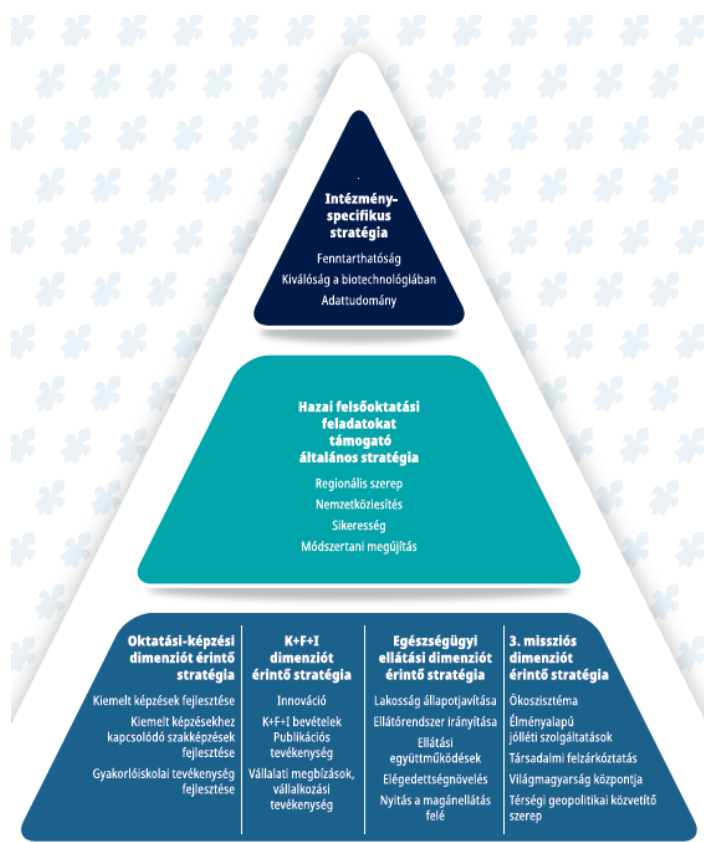 Intézmény-
specifikus
stratégia
Fenntarthatóság
Kiválóság a biotechnológiában
Adattudomány
Hazai felsőoktatási
feladatokat
támogató
általános stratégia
Regionális szerep
Nemzetköziesítés
Sikeresség
Módszertani megújítás
Oktatási-képzési
dimenziót érintő
stratégia
Kiemelt képzések fejlesztése
Kiemelt képzésekhez
kapcsolódó szakképzések
fejlesztése
Gyakorlóiskolai tevékenység
fejlesztése
K+F+I
dimenziót
érintő stratégia
Innováció
K+F+I bevételek
Publikációs
tevékenység
Vállalati megbízások,
vállalkozási
tevékenység
Egészségügyi
ellátási dimenziót
érintő stratégia
Lakosság állapotjavítása
Ellátórendszer irányítása
Ellátási
együttműködések
Elégedettségnövelés
Nyitás a magánellátás
felé
3. missziós
dimenziót
érintő stratégia
Ökoszisztéma
Élményalapú
jólléti szolgáltatások
Társadalmi felzárkóztatás
Világmagyarság központja
Térségi geopolitikai közvetítő
szerep